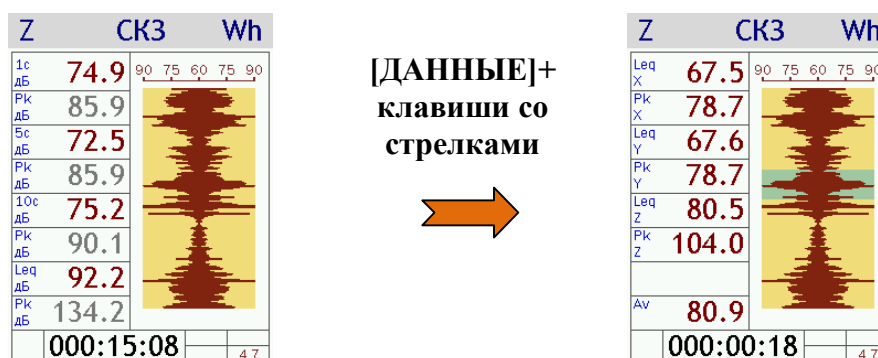 Z СКЗ Wh
1с дБ 74.9
90 75 60 75 90
Pk дБ 85.9
5с дБ 72.5
Pk дБ 85.9
10с дБ 75.2
Pk дБ 90.1
Leq дБ 92.2
Pk дБ 134.2
000:15:08
4.7
[ДАННЫЕ]+
клавиши со
стрелками
Z СКЗ Wh
Leq X 67.5
90 75 60 75 90
Pk X 78.7
Leq Y 67.6
Pk Y 78.7
Leq Z 80.5
Pk Z 104.0
Av 80.9
000:00:18
4.7